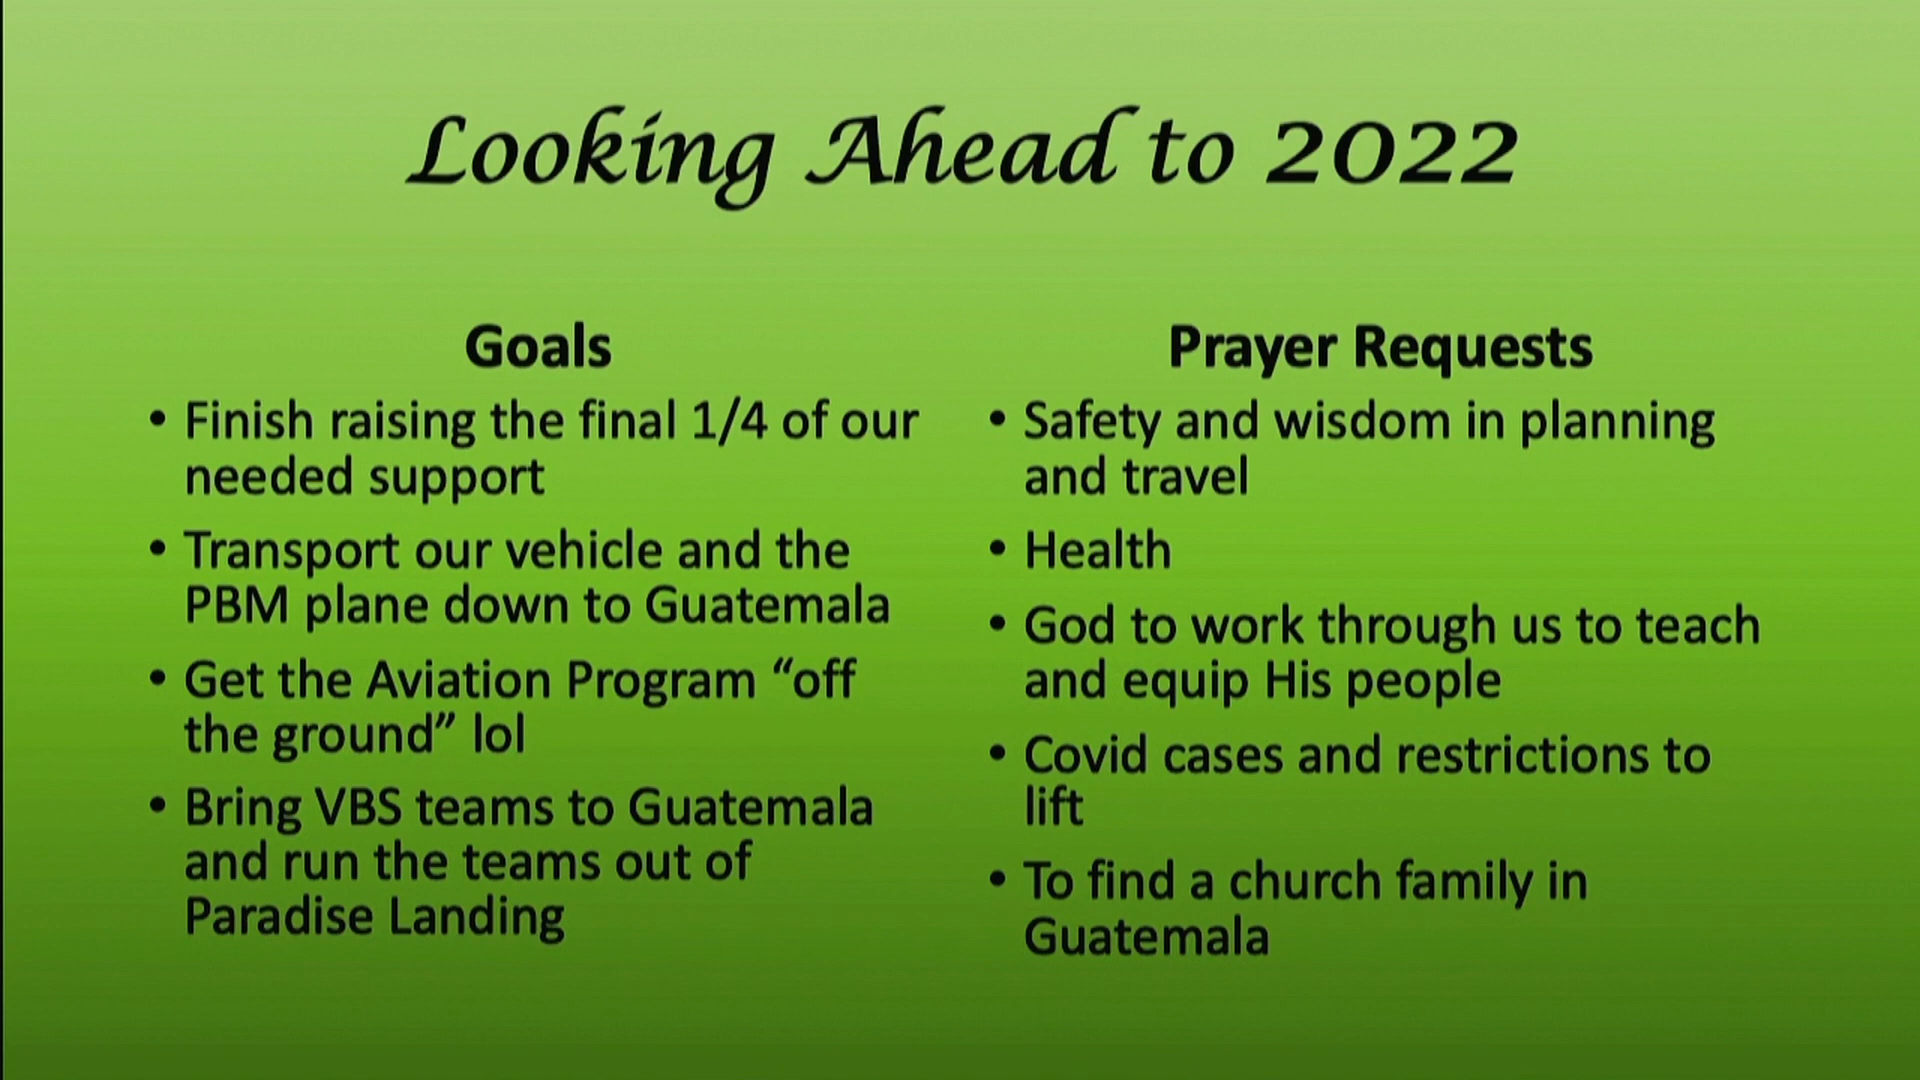 Looking Ahead to 2022
Goals
• Finish raising the final 1/4 of our
needed support
• Transport our vehicle and the
PBM plane down to Guatemala
• Get the Aviation Program “off
the ground” lol
• Bring VBS teams to Guatemala
and run the teams out of
Paradise Landing
Prayer Requests
• Safety and wisdom in planning
and travel
• Health
• God to work through us to teach
and equip His people
• Covid cases and restrictions to
lift
• To find a church family in
Guatemala